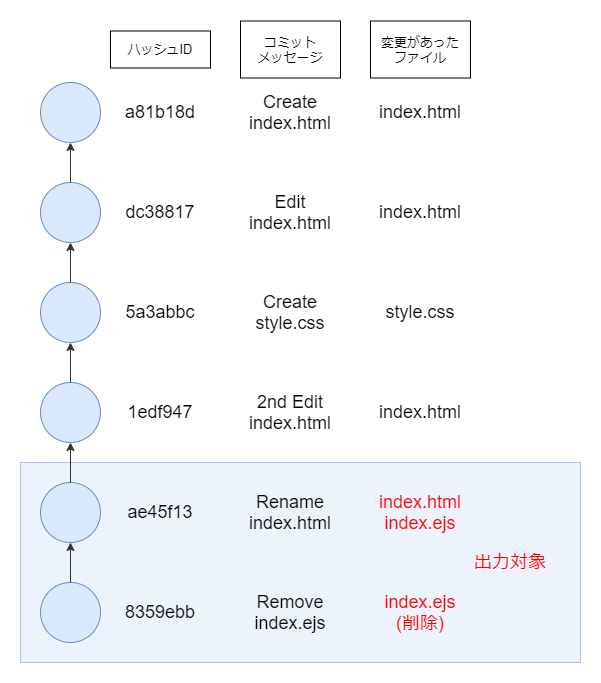 ハッシュID
コミット
メッセージ
変更があった
ファイル
a81b18d
Create
index.html
index.html
dc38817
Edit
index.html
index.html
5a3abbc
Create
style.css
style.css
1edf947
2nd Edit
index.html
index.html
ae45f13
Rename
index.html
index.html
index.ejs
出力対象
8359ebb
Remove
index.ejs
index.ejs
(削除)